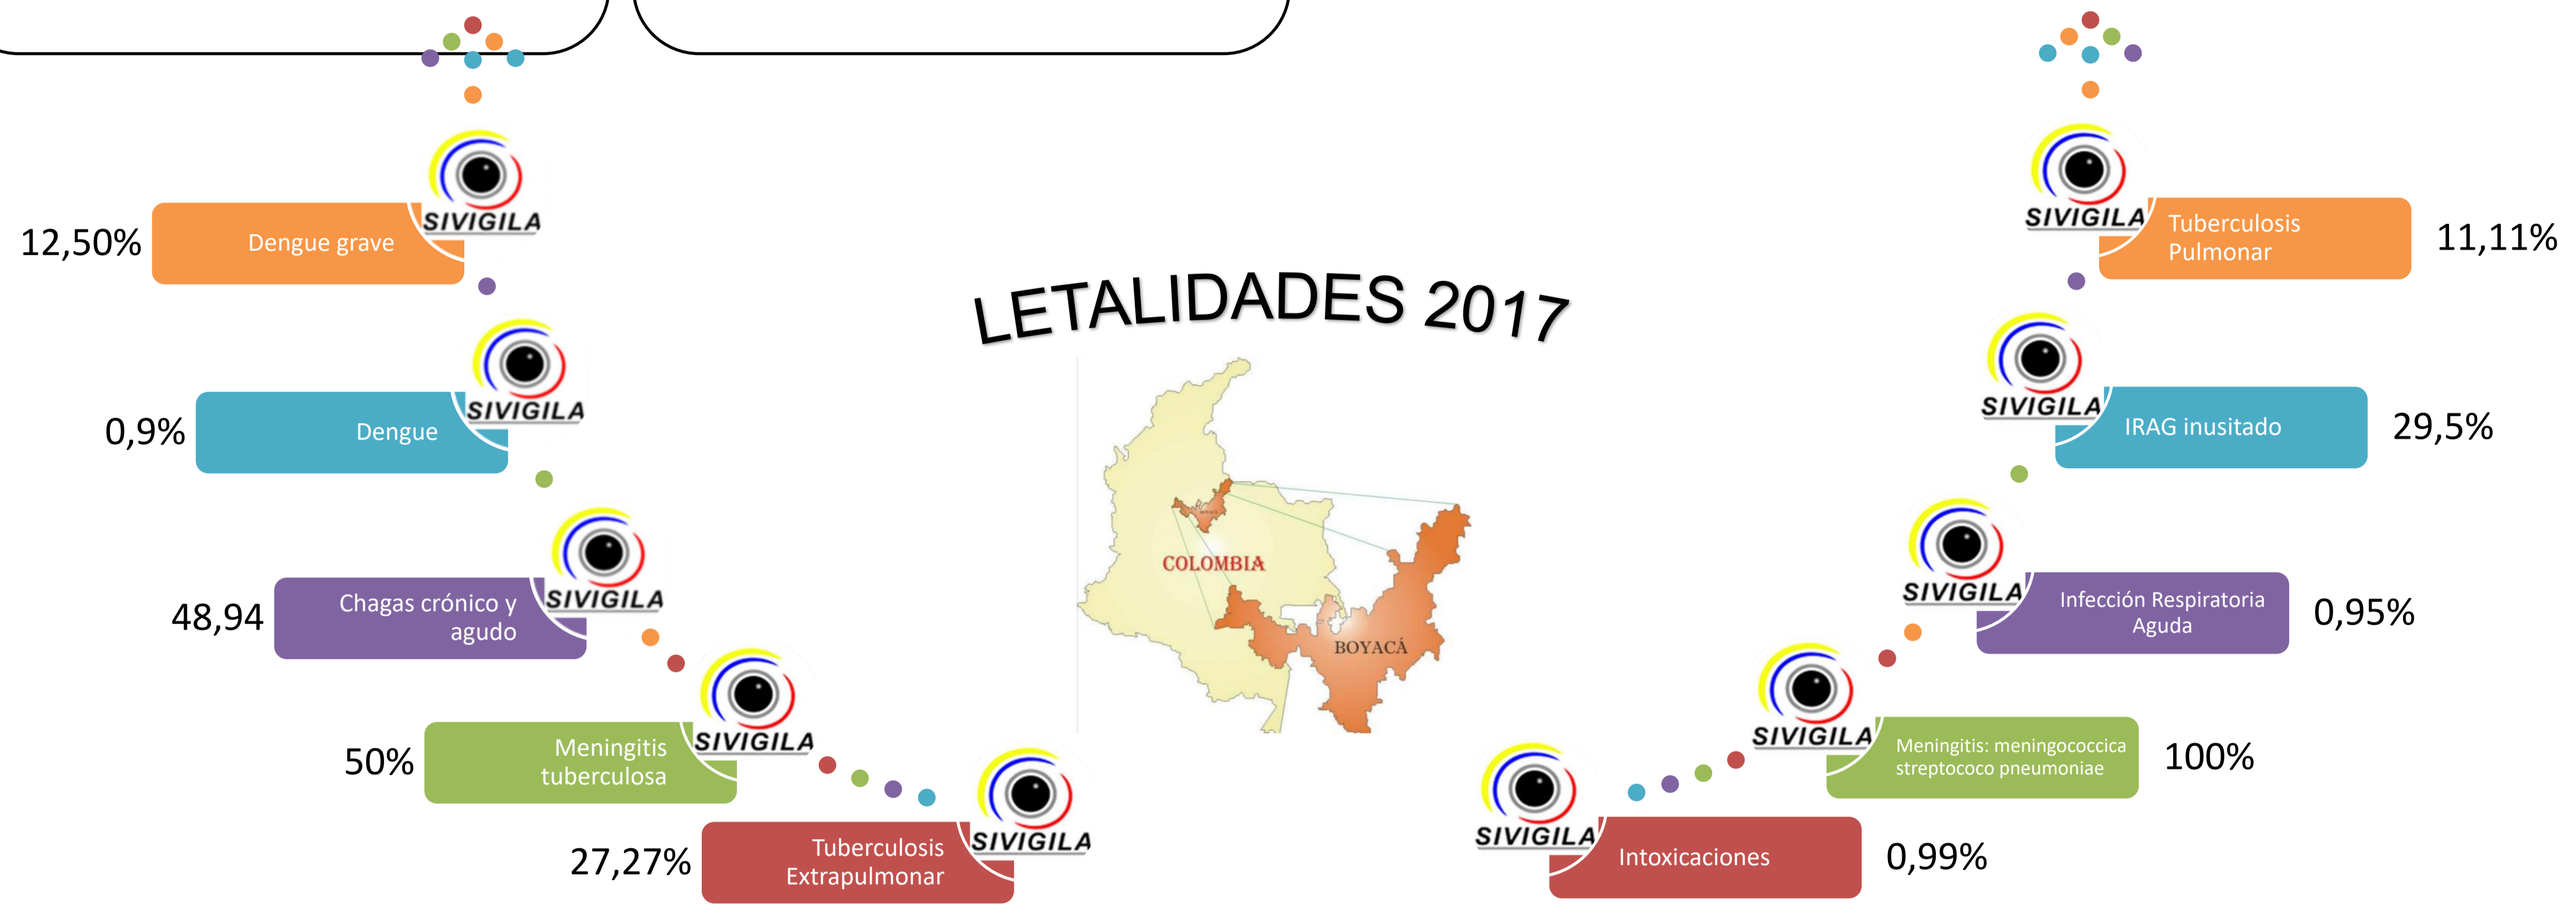 LETALIDADES 2017
SIVIGILA
12,50%
Dengue grave
SIVIGILA
0,9%
Dengue
SIVIGILA
48,94
Chagas crónico y
agudo
SIVIGILA
50%
Meningitis
tuberculosa
SIVIGILA
27,27%
Tuberculosis
Extrapulmonar
BOYACÁ
COLOMBIA
BOYACÁ
SIVIGILA
Tuberculosis
Pulmonar
11,11%
SIVIGILA
IRAG inusitado
29,5%
SIVIGILA
Infección Respiratoria
Aguda
0,95%
SIVIGILA
Meningitis: meningococcica
streptococo pneumoniae
100%
SIVIGILA
Intoxicaciones
0,99%